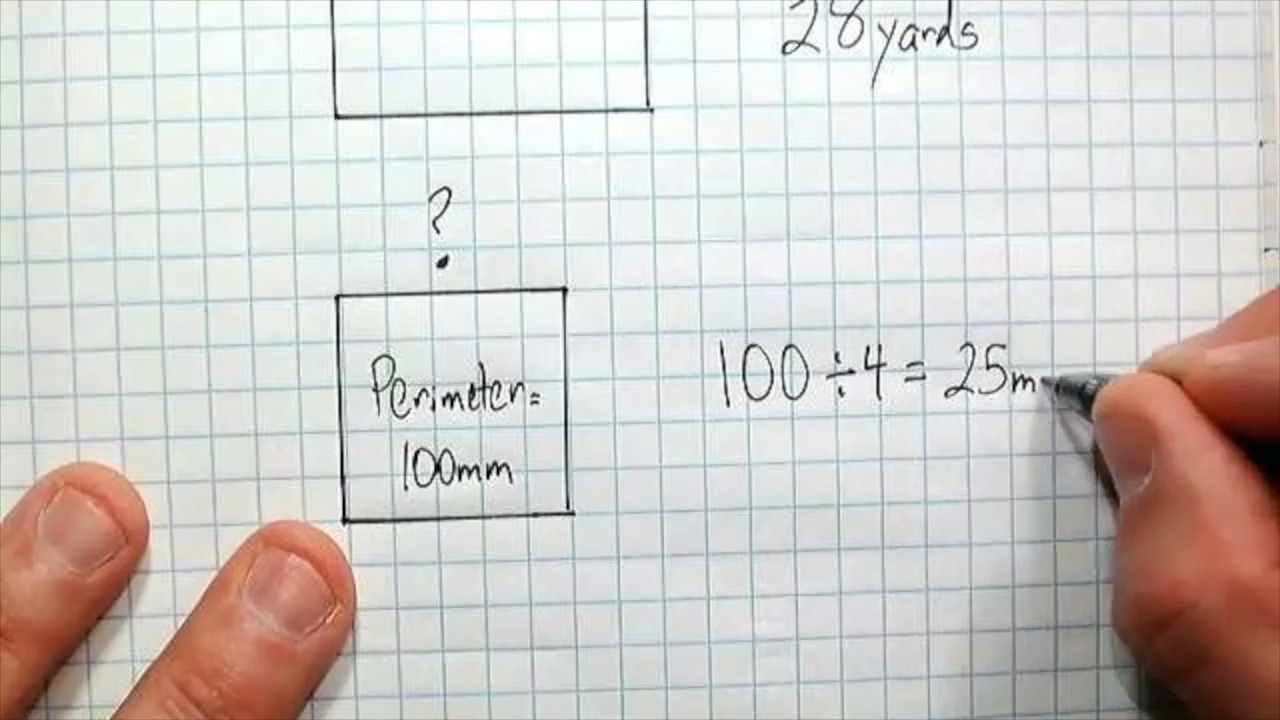 28 yards
?
Perimeter=
100mm
100 ÷ 4 = 25m